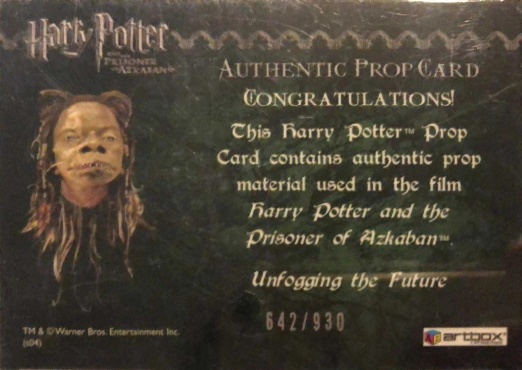 Harry Potter
AND THE
PRISONER
OF AZKABAN™
AUTHENTIC PROP CARD
CONGRATULATIONS!
This Harry Potter™ Prop
Card contains authentic prop
material used in the film
Harry Potter and the
Prisoner of Azkaban™.
Unfogging the Future
642/930
TM & © Warner Bros. Entertainment Inc.
(s04)
artbox